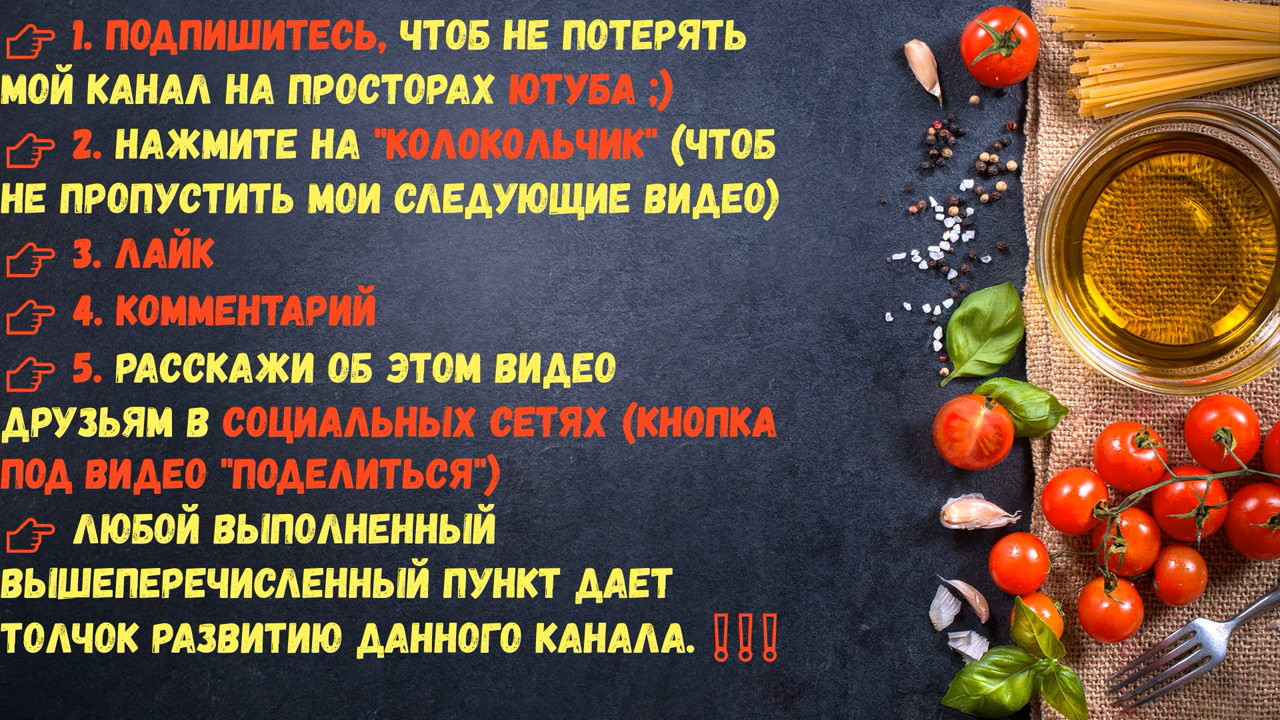 👉 1. ПОДПИШИТЕСЬ, ЧТОБ НЕ ПОТЕРЯТЬ
МОЙ КАНАЛ НА ПРОСТОРАХ ЮТУБА ;)
👉 2. НАЖМИТЕ НА "КОЛОКОЛЬЧИК" (ЧТОБ
НЕ ПРОПУСТИТЬ МОИ СЛЕДУЮЩИЕ ВИДЕО)
👉 3. ЛАЙК
👉 4. КОММЕНТАРИЙ
👉 5. РАССКАЖИ ОБ ЭТОМ ВИДЕО
ДРУЗЬЯМ В СОЦИАЛЬНЫХ СЕТЯХ (КНОПКА
ПОД ВИДЕО "ПОДЕЛИТЬСЯ")
👉 ЛЮБОЙ ВЫПОЛНЕННЫЙ
ВЫШЕПЕРЕЧИСЛЕННЫЙ ПУНКТ ДАЕТ
ТОЛЧОК РАЗВИТИЮ ДАННОГО КАНАЛА. !!!